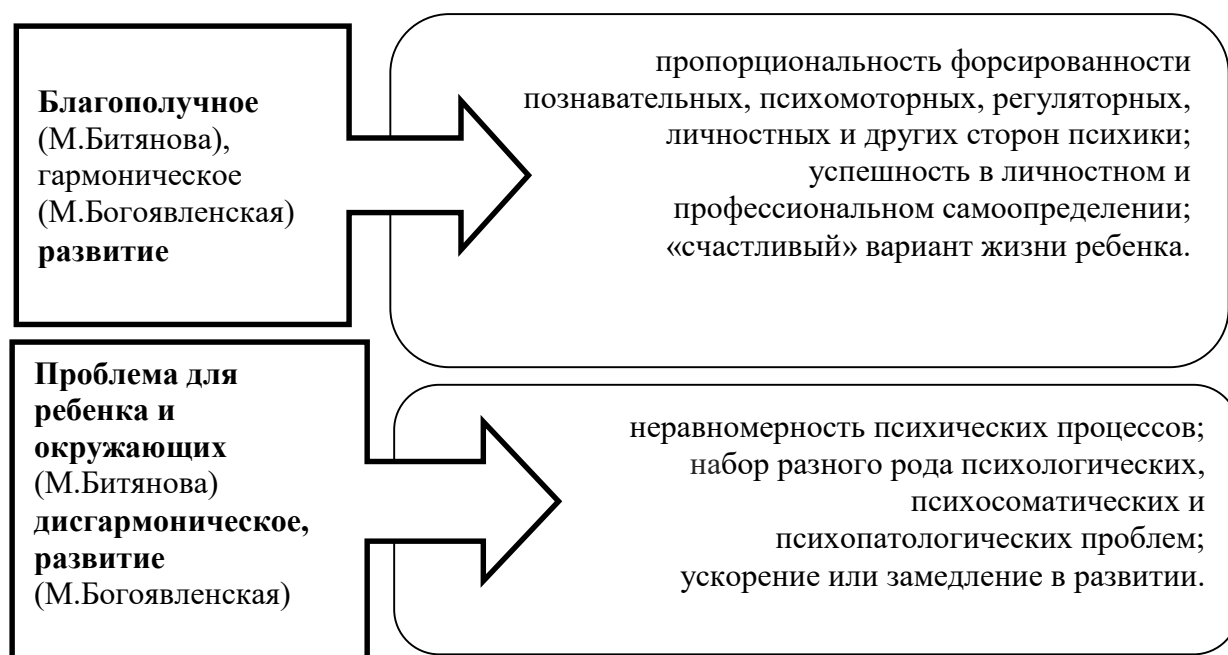 Благополучное
(М.Битянова),
гармоническое
(М.Богоявленская)
развитие
пропорциональность форсированности
познавательных, психомоторных, регуляторных,
личностных и других сторон психики;
успешность в личностном и
профессиональном самоопределении;
«счастливый» вариант жизни ребенка.
Проблема для
ребенка и
окружающих
(М.Битянова)
дисгармоническое,
развитие
(М.Богоявленская)
неравномерность психических процессов;
набор разного рода психологических,
психосоматических и
психопатологических проблем;
ускорение или замедление в развитии.